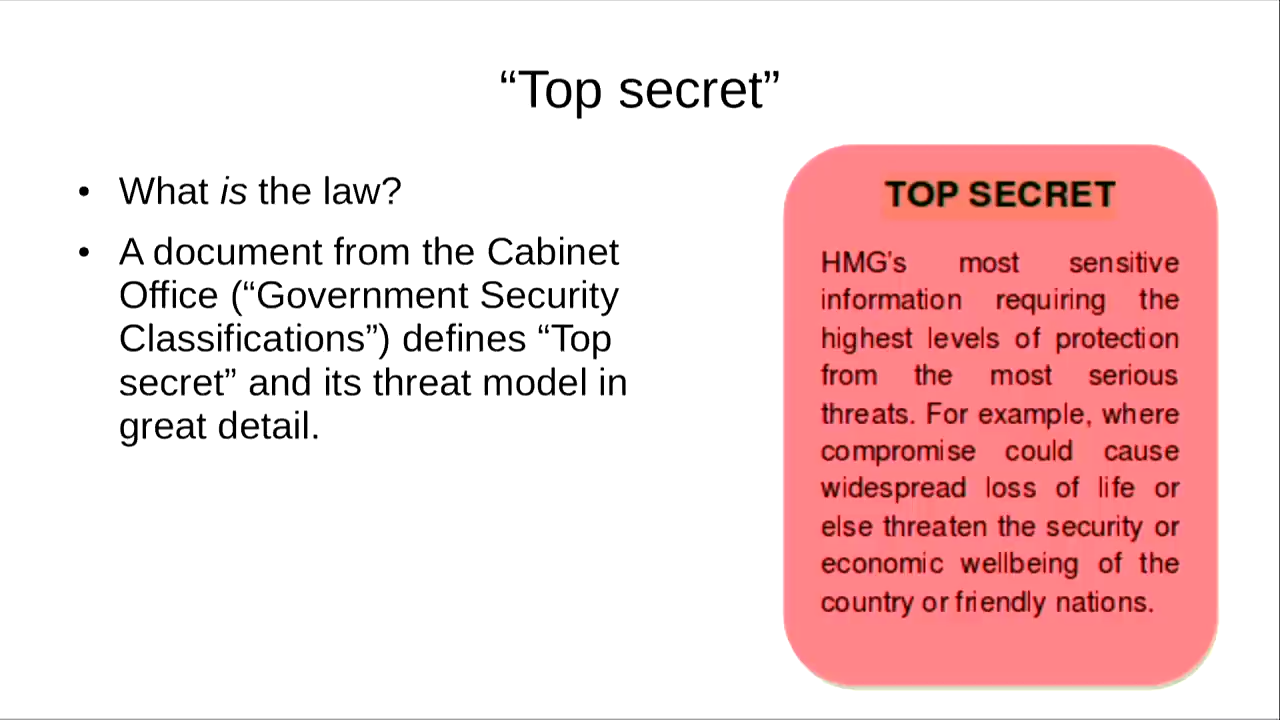 “Top secret”
• What is the law?
• A document from the Cabinet
Office (“Government Security
Classifications”) defines “Top
secret” and its threat model in
great detail.
TOP SECRET
HMG's most sensitive
information requiring the
highest levels of protection
from the most serious
threats. For example, where
compromise could cause
widespread loss of life or
else threaten the security or
economic wellbeing of the
country or friendly nations.